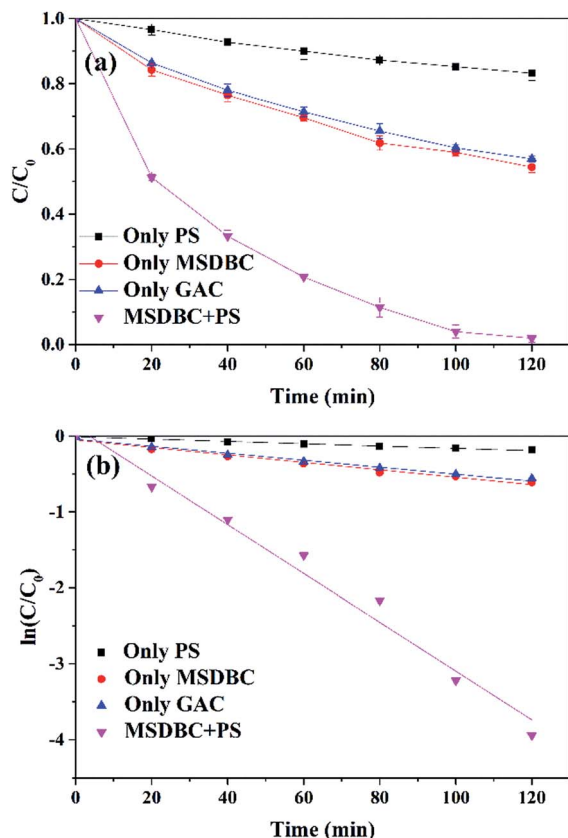 1.0
(a)
0.8
0.6
C/C₀
0.4
Only PS
Only MSDBC
0.2
Only GAC
MSDBC+PS
0.0
0 20 40 60 80 100 120
Time (min)
0
(b)
-1
-2
ln(C/C₀)
Only PS
-3
Only MSDBC
Only GAC
MSDBC+PS
-4
0 20 40 60 80 100 120
Time (min)